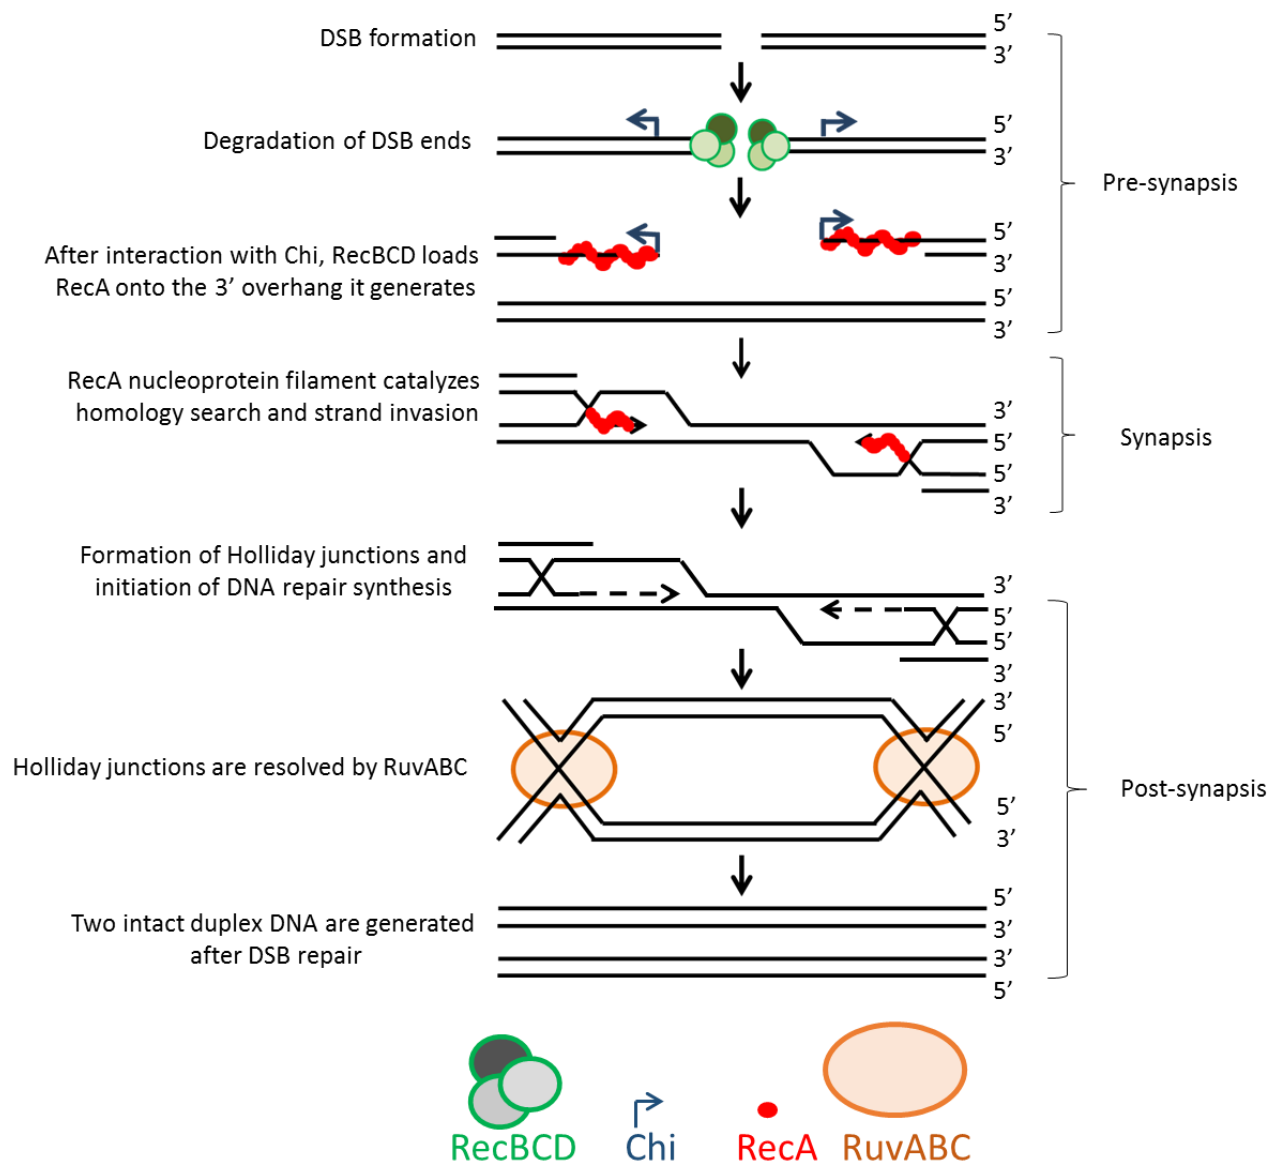 DSB formation
5’
3’
Degradation of DSB ends
5’
3’
Pre-synapsis
After interaction with Chi, RecBCD loads
RecA onto the 3’ overhang it generates
5’
3’
5’
3’
RecA nucleoprotein filament catalyzes
homology search and strand invasion
3’
5’
5’
3’
Synapsis
Formation of Holliday junctions and
initiation of DNA repair synthesis
3’
5’
5’
3’
Holliday junctions are resolved by RuvABC
3’
5’
5’
3’
Post-synapsis
Two intact duplex DNA are generated
after DSB repair
5’
3’
3’
5’
RecBCD
Chi
RecA
RuvABC